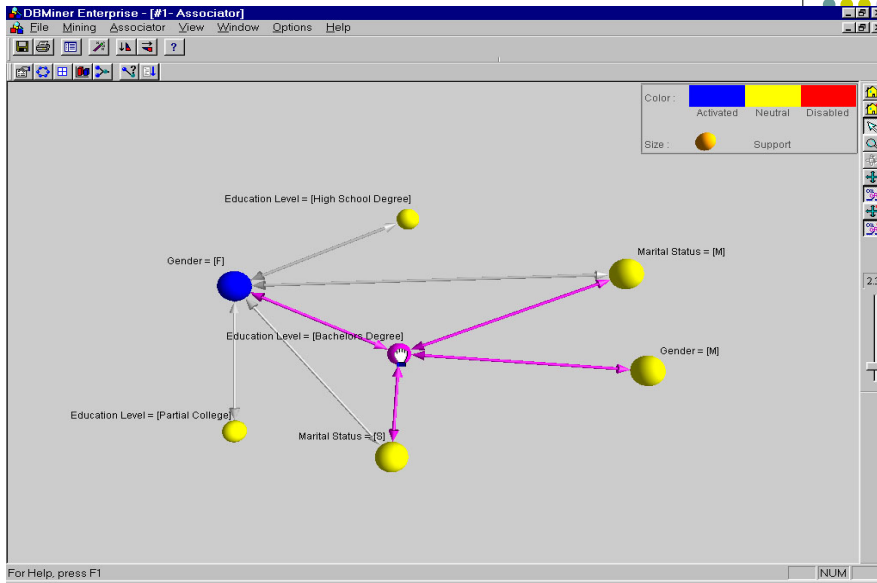 DBMiner Enterprise - [#1- Associator]
File Mining Associator View Window Options Help
Color :
Activated Neutral Disabled
Size : Support
Education Level = [High School Degree]
Marital Status = [M]
Gender = [F]
Education Level = [Bachelors Degree]
Gender = [M]
Education Level = [Partial College]
Marital Status = [S]
For Help, press F1
NUM